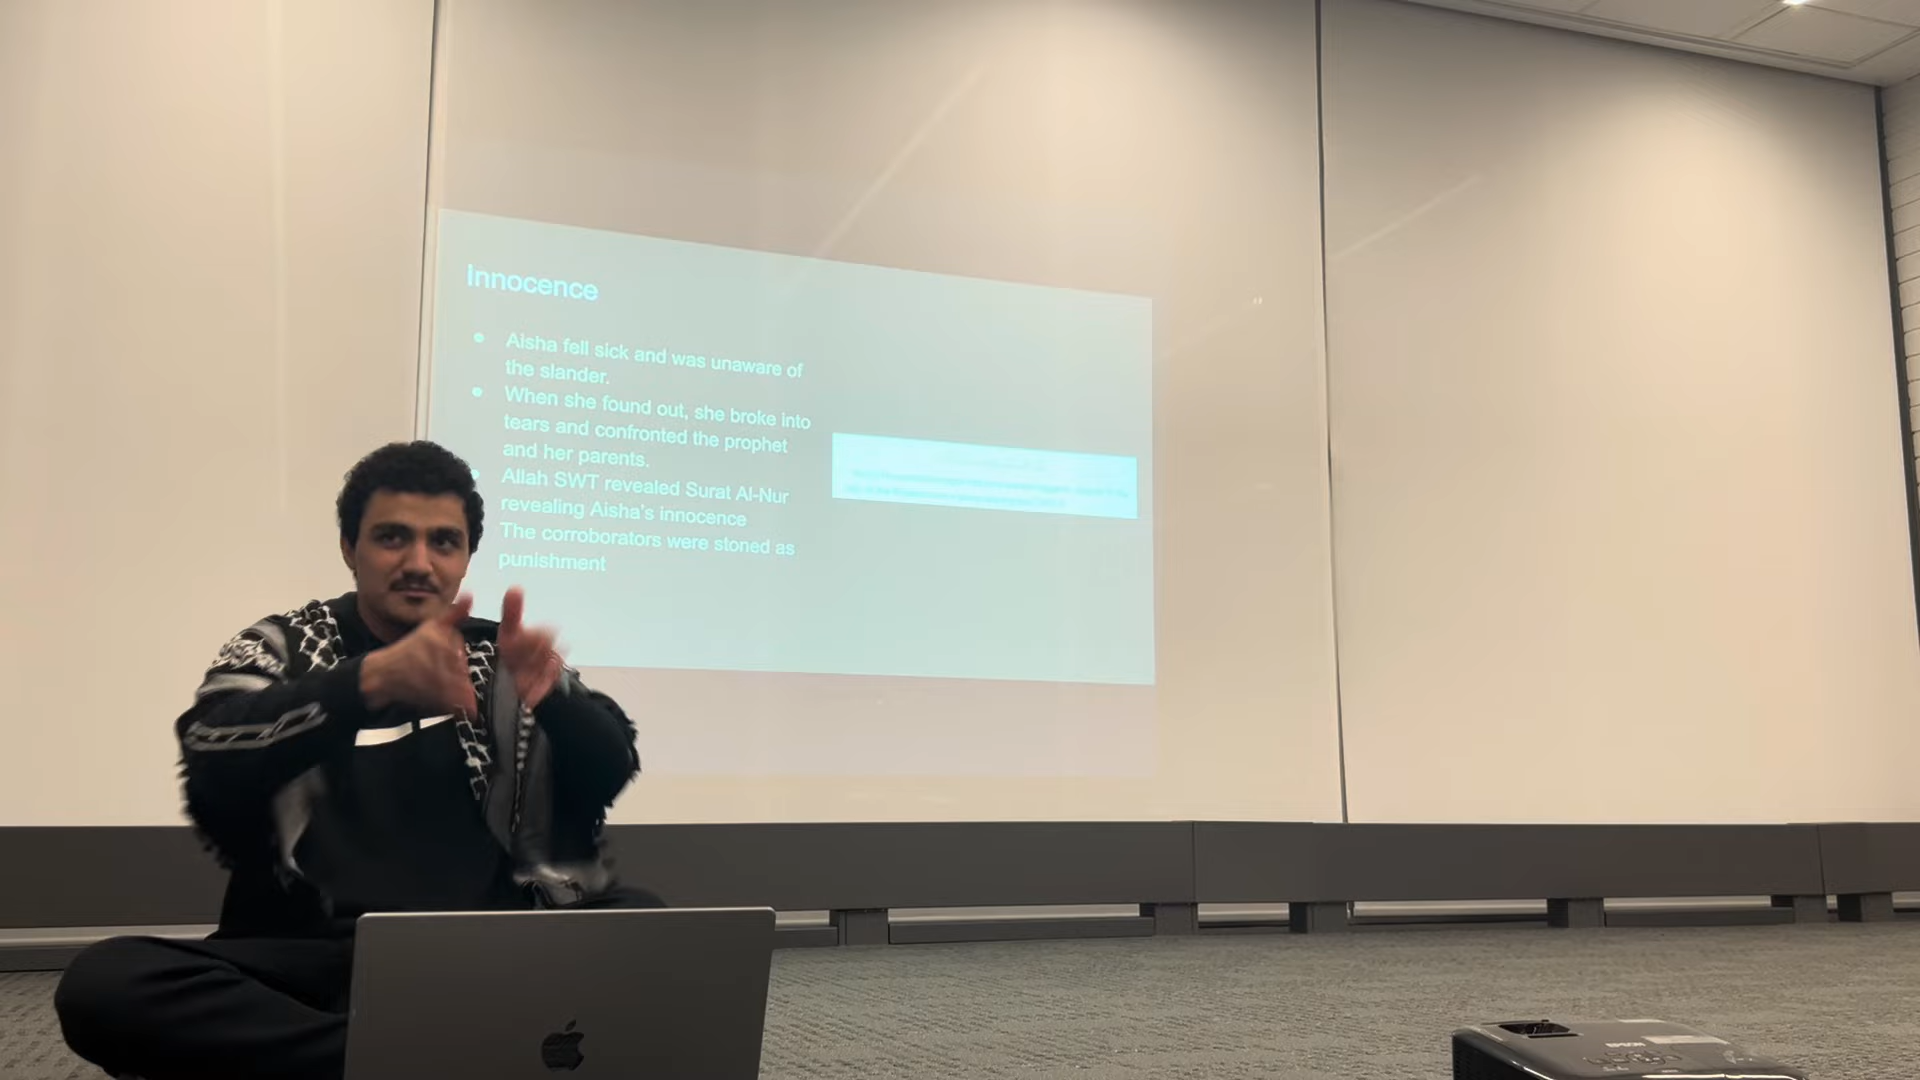 Innocence
Aisha fell sick and was unaware of
the slander.
When she found out, she broke into
tears and confronted the prophet
and her parents.
Allah SWT revealed Surat Al-Nur
revealing Aisha's innocence
The corroborators were stoned as
punishment
EPSON